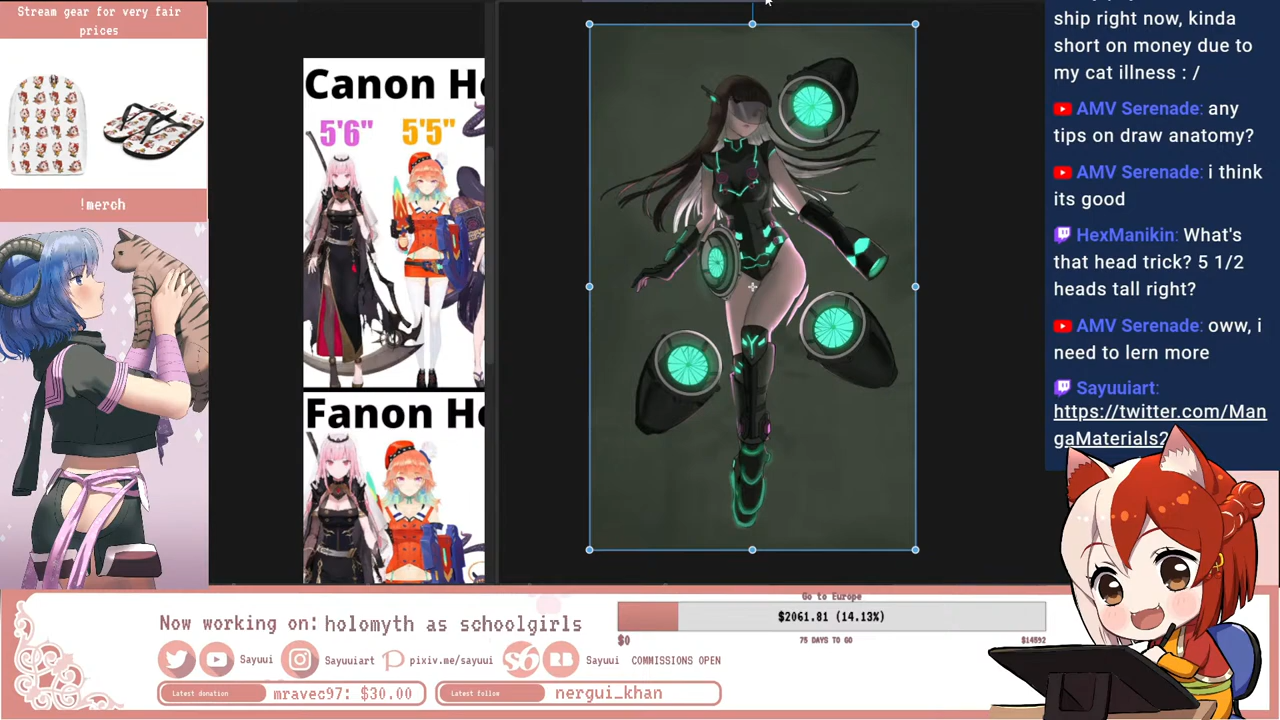 Stream gear for very fair
prices
!merch
Canon H
5'6"
5'5"
Fanon H
ship right now, kinda
short on money due to
my cat illness : /
AMV Serenade: any
tips on draw anatomy?
AMV Serenade: i think
its good
HexManikin: What's
that head trick? 5 1/2
heads tall right?
AMV Serenade: oww, i
need to lern more
Sayuuiart:
https://twitter.com/Man
gaMaterials2
Now working on: holomyth as schoolgirls
Go to Europe
$2061.81 (14.13%)
$0
75 DAYS TO GO
$14592
Sayuui
Sayuuiart
pixiv.me/sayuui
S6
RB
Sayuui
COMMISSIONS OPEN
Latest donation
mravec97: $30.00
Latest follow
nergui_khan